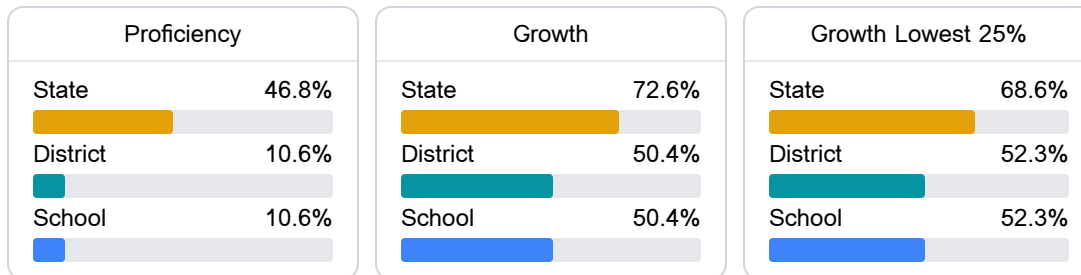 Proficiency
State 46.8%
District 10.6%
School 10.6%
Growth
State 72.6%
District 50.4%
School 50.4%
Growth Lowest 25%
State 68.6%
District 52.3%
School 52.3%